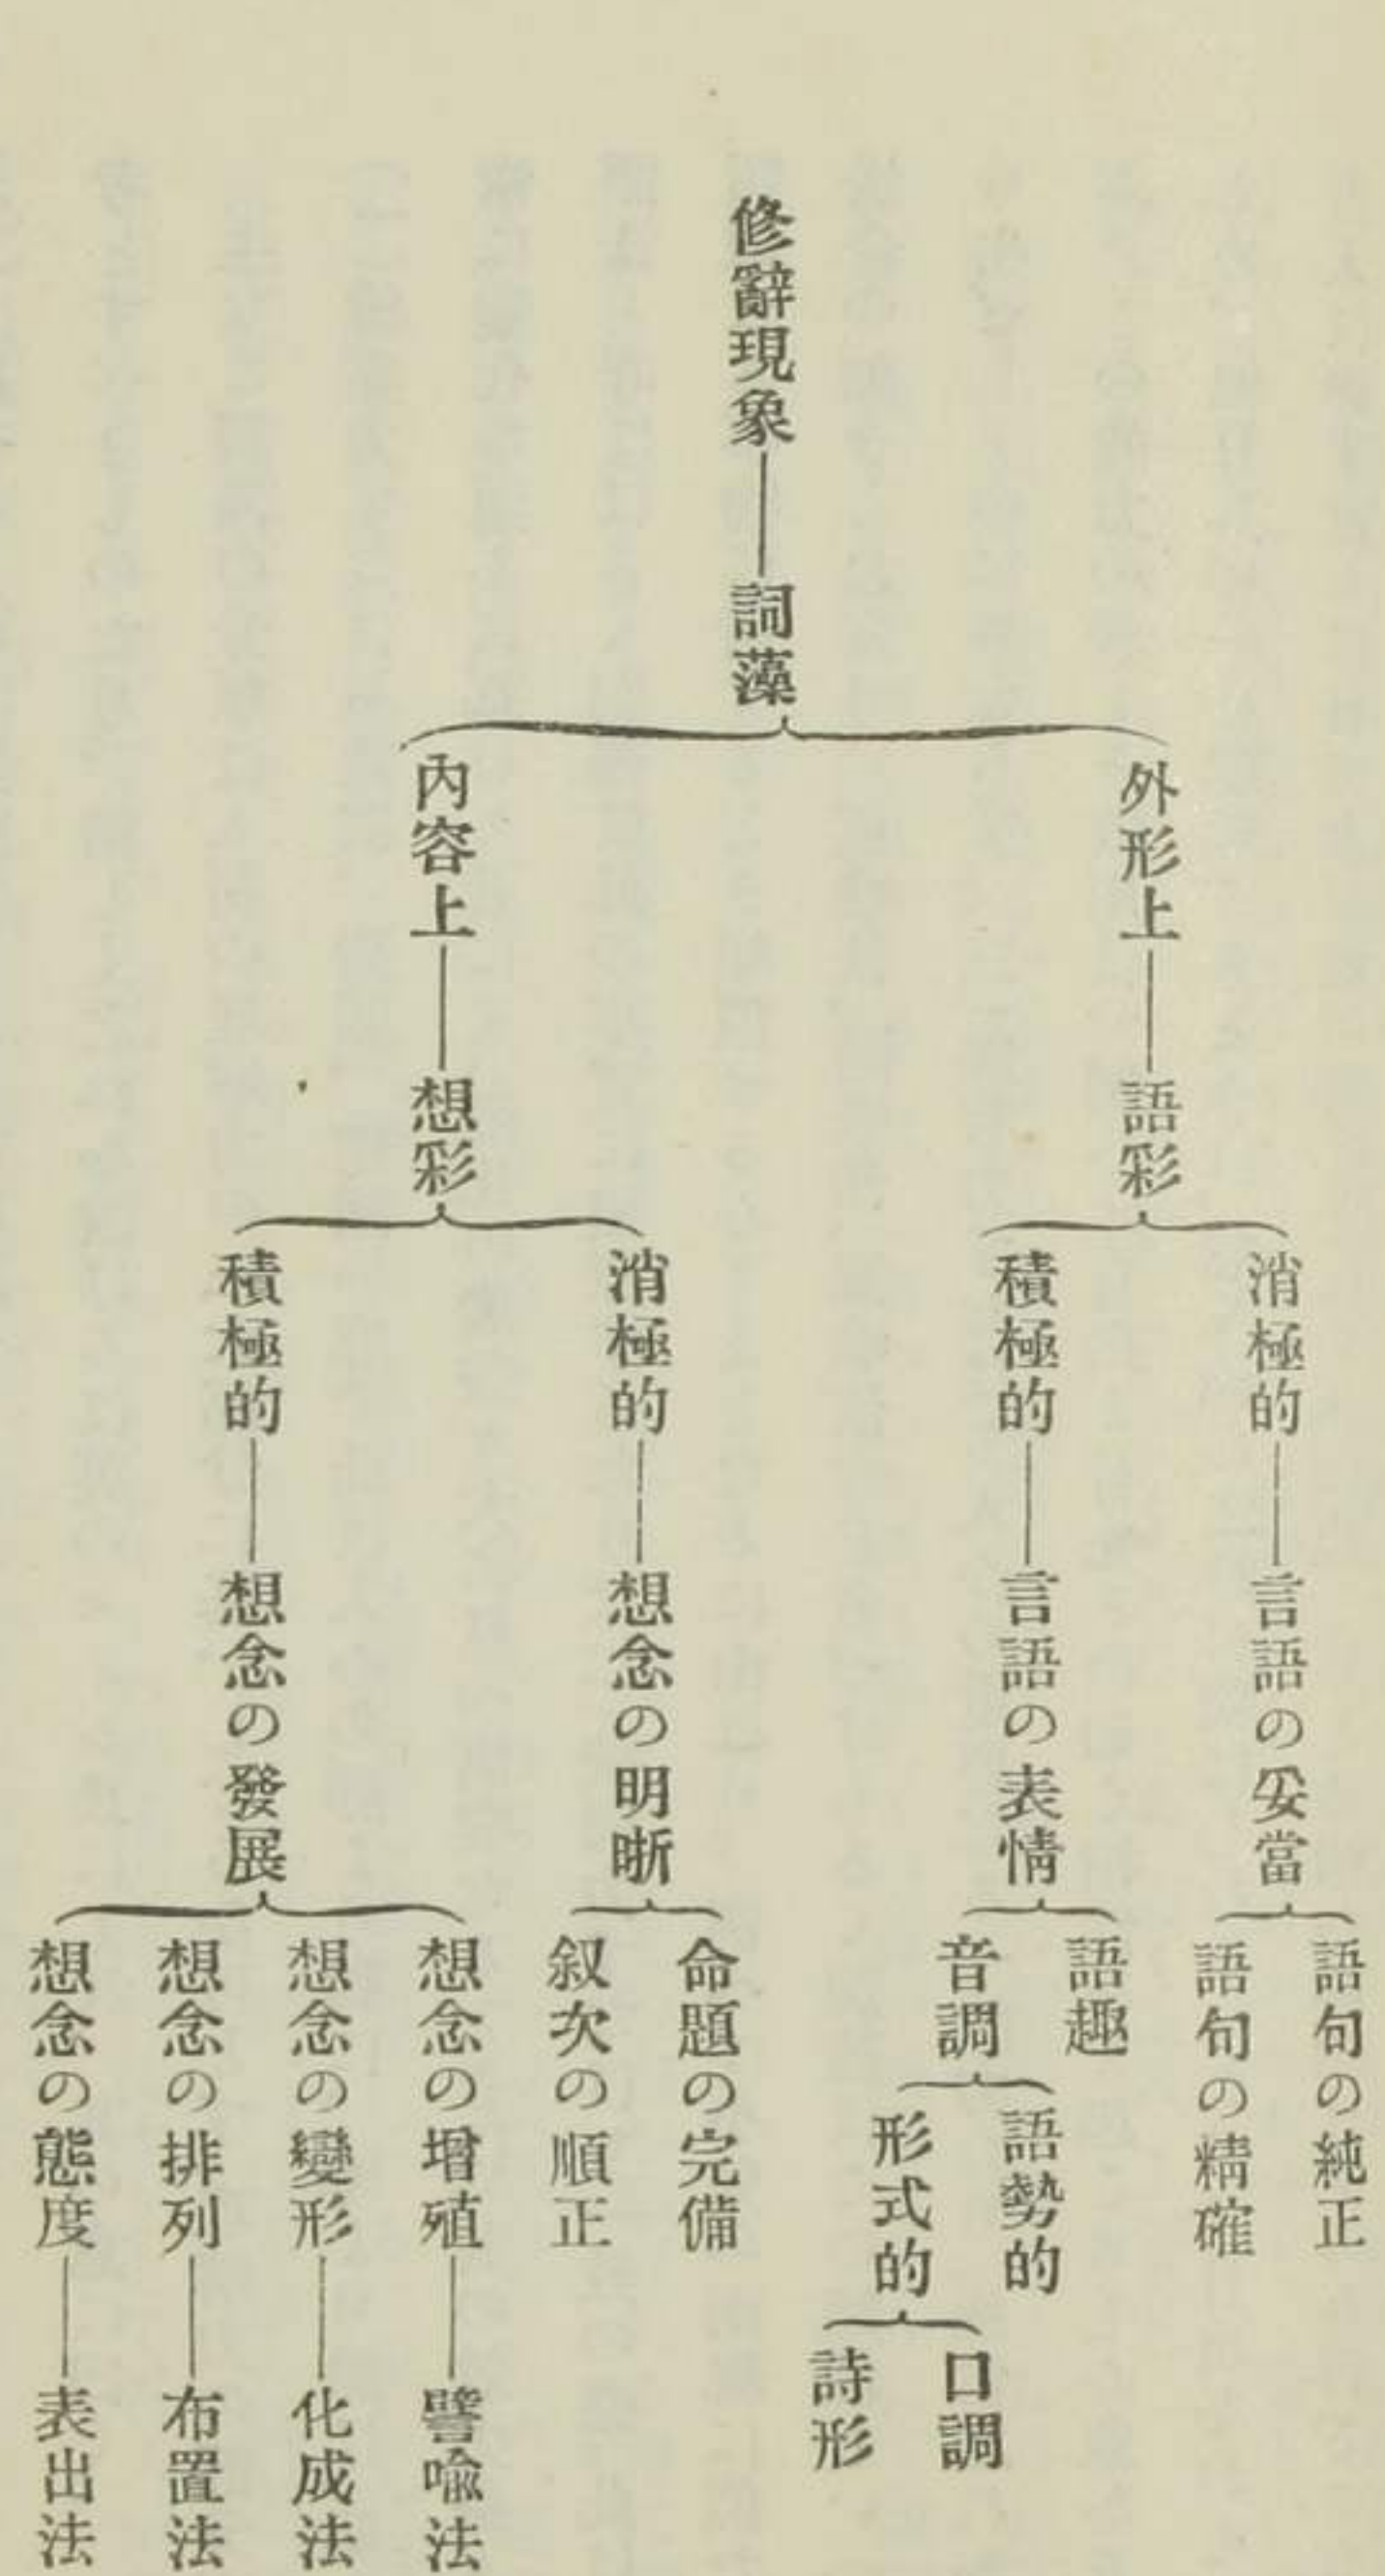 修辭現象
詞藻
外形上
語彩
消極的
言語の妥當
語句の純正
語句の精確
積極的
言語の表情
語趣
音調
語勢的
形式的
口調
詩形
內容上
想彩
消極的
想念の明晰
命題の完備
叙次の順正
積極的
想念の發展
想念の增殖
譬喩法
想念の變形
化成法
想念の排列
布置法
想念の態度
表出法